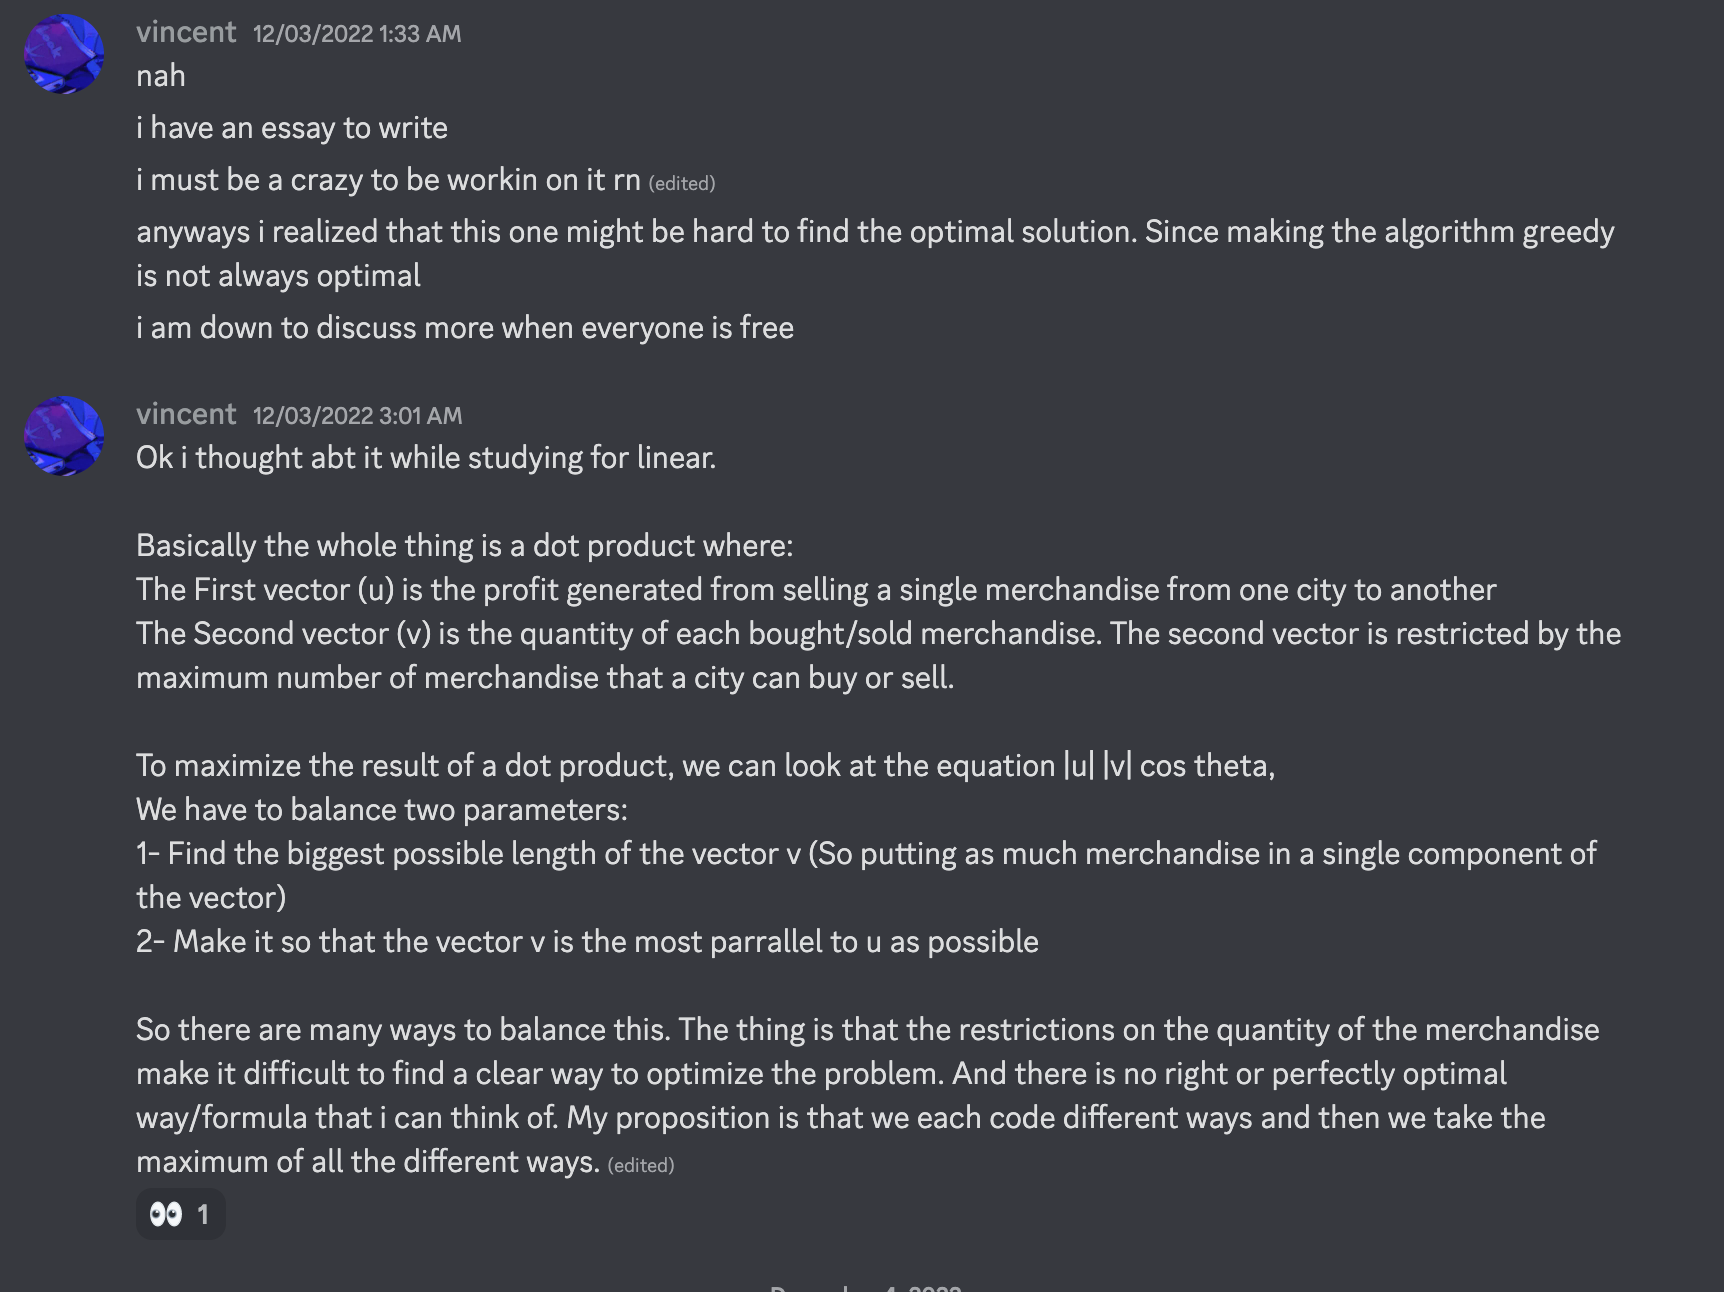 vincent 12/03/2022 1:33 AM
nah
i have an essay to write
i must be a crazy to be workin on it rn (edited)
anyways i realized that this one might be hard to find the optimal solution. Since making the algorithm greedy
is not always optimal
i am down to discuss more when everyone is free
vincent 12/03/2022 3:01 AM
Ok i thought abt it while studying for linear.
Basically the whole thing is a dot product where:
The First vector (u) is the profit generated from selling a single merchandise from one city to another
The Second vector (v) is the quantity of each bought/sold merchandise. The second vector is restricted by the
maximum number of merchandise that a city can buy or sell.
To maximize the result of a dot product, we can look at the equation |u| |v| cos theta,
We have to balance two parameters:
1- Find the biggest possible length of the vector v (So putting as much merchandise in a single component of
the vector)
2- Make it so that the vector v is the most parrallel to u as possible
So there are many ways to balance this. The thing is that the restrictions on the quantity of the merchandise
make it difficult to find a clear way to optimize the problem. And there is no right or perfectly optimal
way/formula that i can think of. My proposition is that we each code different ways and then we take the
maximum of all the different ways. (edited)
1